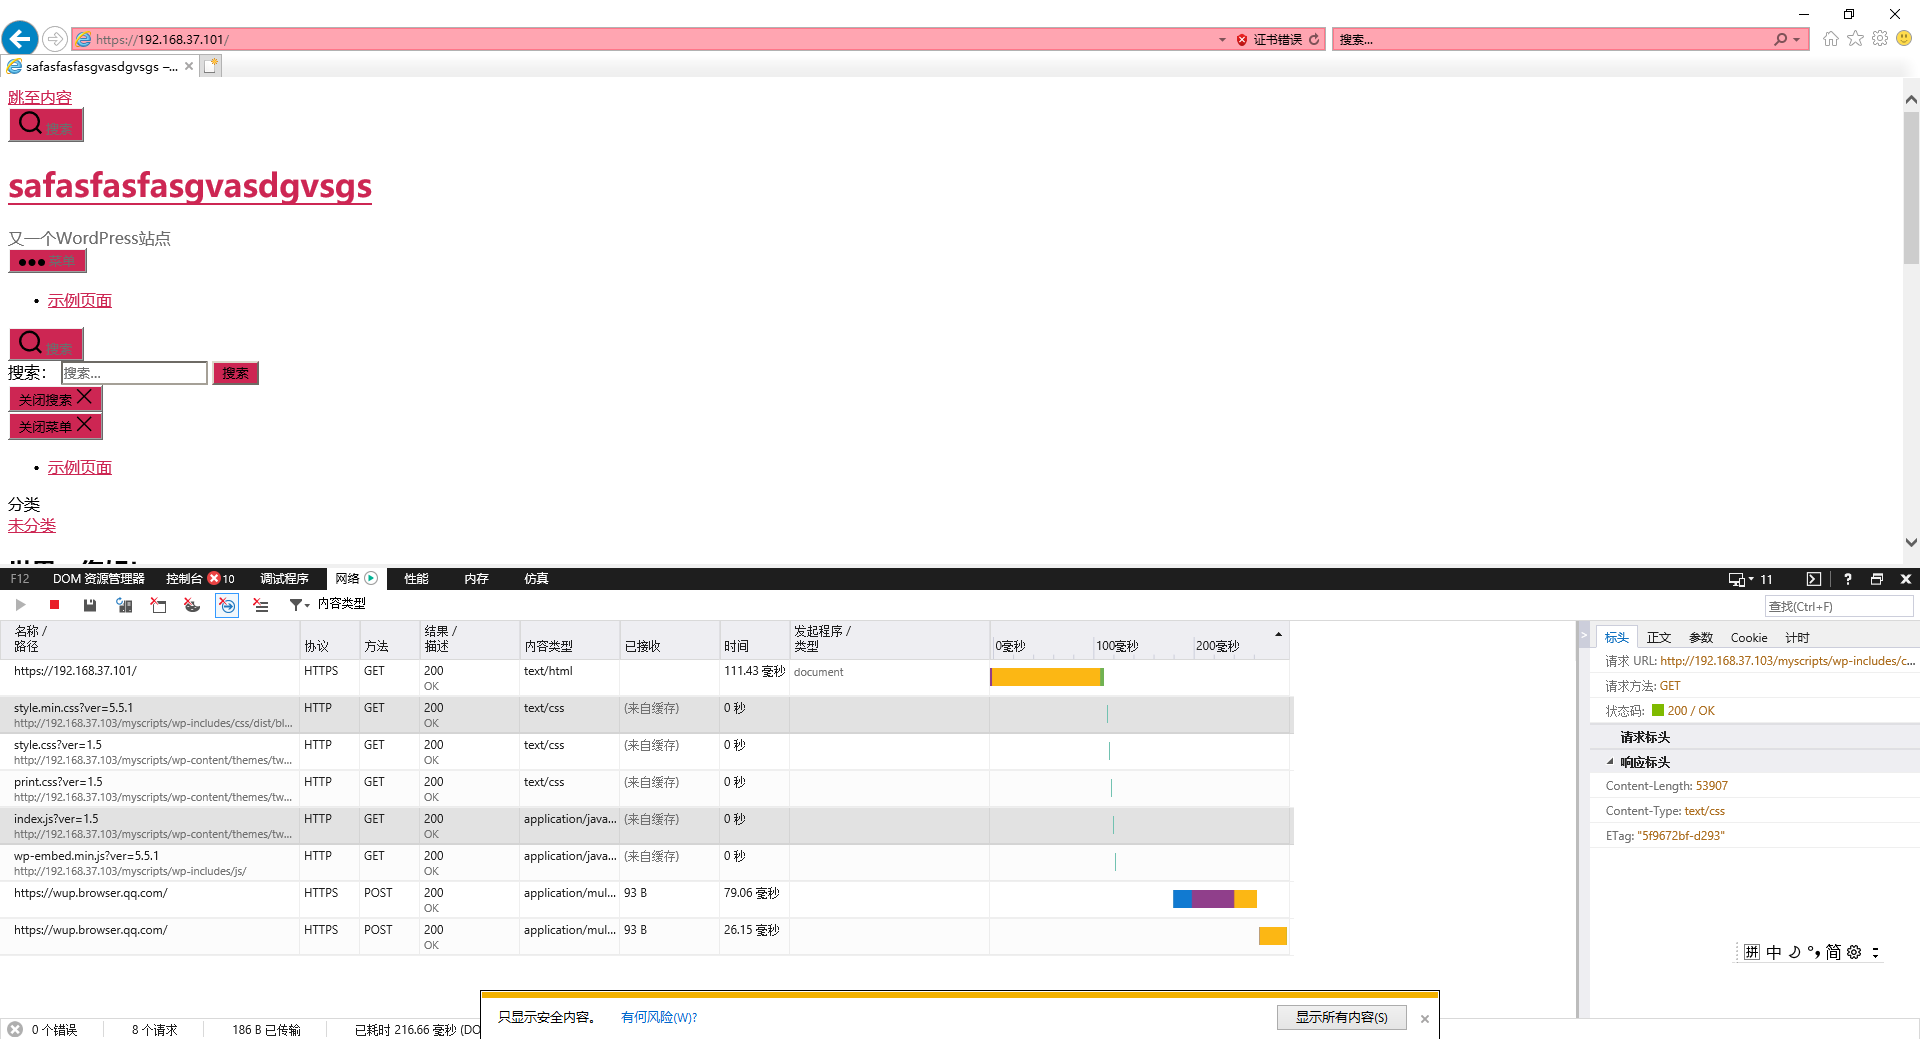 https://192.168.37.101/
证书错误
搜索...
safasfasfasgvasdgvsgs –...
跳至内容
搜索
safasfasfasgvasdgvsgs
又一个WordPress站点
菜单
示例页面
搜索
搜索：
搜索...
搜索
关闭搜索
关闭菜单
示例页面
分类
未分类
F12 DOM 资源管理器 控制台 10 调试程序 网络 性能 内存 仿真 11 ?
内容类型
查找(Ctrl+F)
名称 / 路径 协议 方法 结果 / 描述 内容类型 已接收 时间 发起程序 / 类型 0毫秒 100毫秒 200毫秒
https://192.168.37.101/ HTTPS GET 200 OK text/html 111.43 毫秒 document
style.min.css?ver=5.5.1 HTTP GET 200 text/css (来自缓存) 0 秒
http://192.168.37.103/myscripts/wp-includes/css/dist/bl... OK
style.css?ver=1.5 HTTP GET 200 text/css (来自缓存) 0 秒
http://192.168.37.103/myscripts/wp-content/themes/tw... OK
print.css?ver=1.5 HTTP GET 200 text/css (来自缓存) 0 秒
http://192.168.37.103/myscripts/wp-content/themes/tw... OK
index.js?ver=1.5 HTTP GET 200 application/java... (来自缓存) 0 秒
http://192.168.37.103/myscripts/wp-content/themes/tw... OK
wp-embed.min.js?ver=5.5.1 HTTP GET 200 application/java... (来自缓存) 0 秒
http://192.168.37.103/myscripts/wp-includes/js/ OK
https://wup.browser.qq.com/ HTTPS POST 200 OK application/mul... 93 B 79.06 毫秒
https://wup.browser.qq.com/ HTTPS POST 200 OK application/mul... 93 B 26.15 毫秒
标头 正文 参数 Cookie 计时
请求 URL: http://192.168.37.103/myscripts/wp-includes/c...
请求方法: GET
状态码: 200 / OK
请求标头
响应标头
Content-Length: 53907
Content-Type: text/css
ETag: "5f9672bf-d293"
拼 中 简
只显示安全内容。 有何风险(W)? 显示所有内容(S)
0 个错误 8 个请求 186 B 已传输 已耗时 216.66 毫秒 (DO